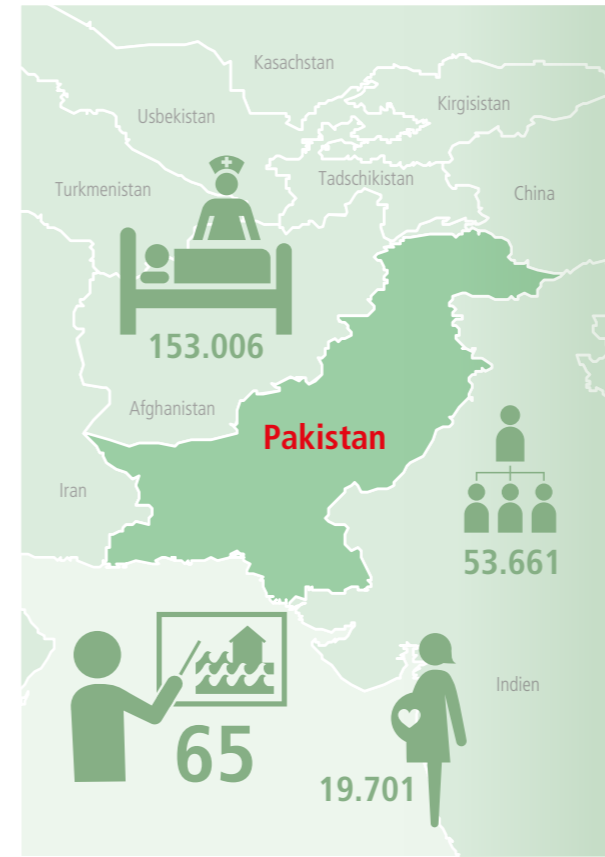 Kasachstan
Kirgisistan
Usbekistan
Tadschikistan
Turkmenistan
China
153.006
Afghanistan
Pakistan
Iran
53.661
Indien
65
19.701